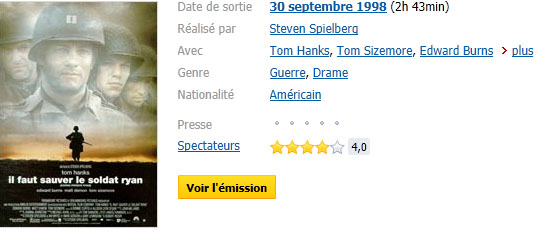 Date de sortie 30 septembre 1998 (2h 43min)
Réalisé par Steven Spielberg
Avec Tom Hanks, Tom Sizemore, Edward Burns > plus
Genre Guerre, Drame
Nationalité Américain
Presse
Spectateurs 4,0
Voir l'émission
tom hanks
il faut sauver le soldat ryan
edward burns matt damon tom sizemore